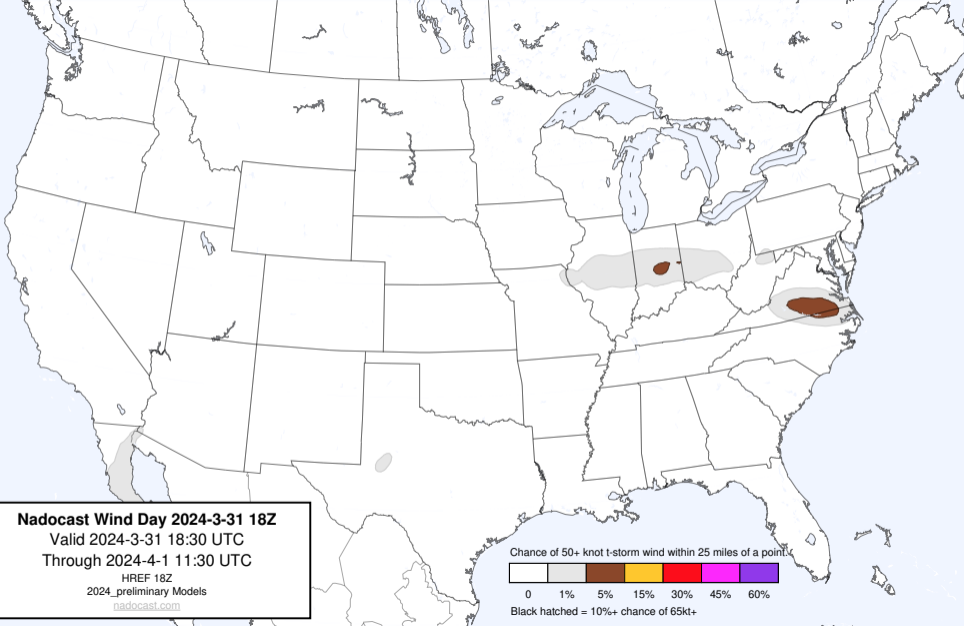 Nadocast Wind Day 2024-3-31 18Z
Valid 2024-3-31 18:30 UTC
Through 2024-4-1 11:30 UTC
HREF 18Z
2024_preliminary Models
nadocast.com
Chance of 50+ knot t-storm wind within 25 miles of a point.
0 1% 5% 15% 30% 45% 60%
Black hatched = 10%+ chance of 65kt+